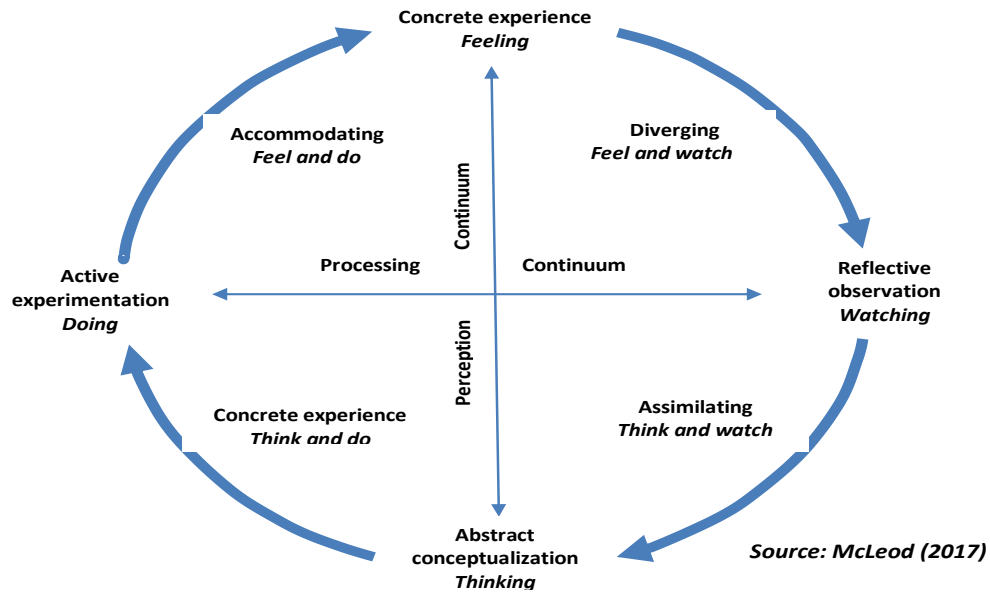 Concrete experience
Feeling
Accommodating
Feel and do
Diverging
Feel and watch
Continuum
Processing
Continuum
Active
experimentation
Doing
Reflective
observation
Watching
Perception
Concrete experience
Think and do
Assimilating
Think and watch
Abstract
conceptualization
Thinking
Source: McLeod (2017)